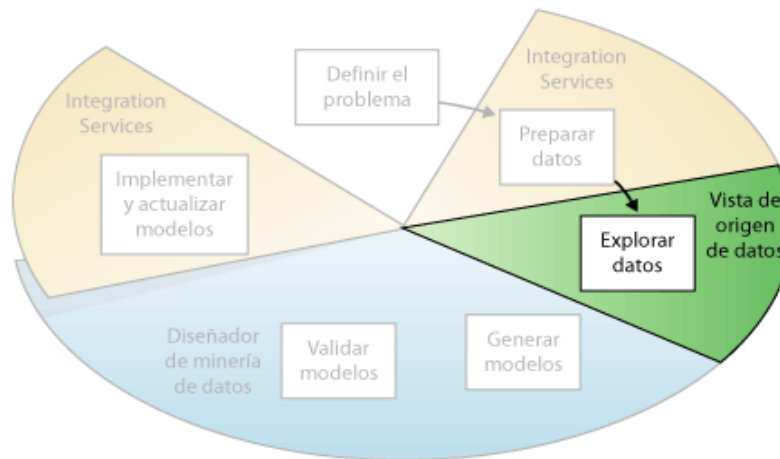 Integration
Services
Definir el
problema
Integration
Services
Preparar
datos
Implementar
y actualizar
modelos
Vista de
origen
de datos
Explorar
datos
Diseñador
de minería
de datos
Validar
modelos
Generar
modelos